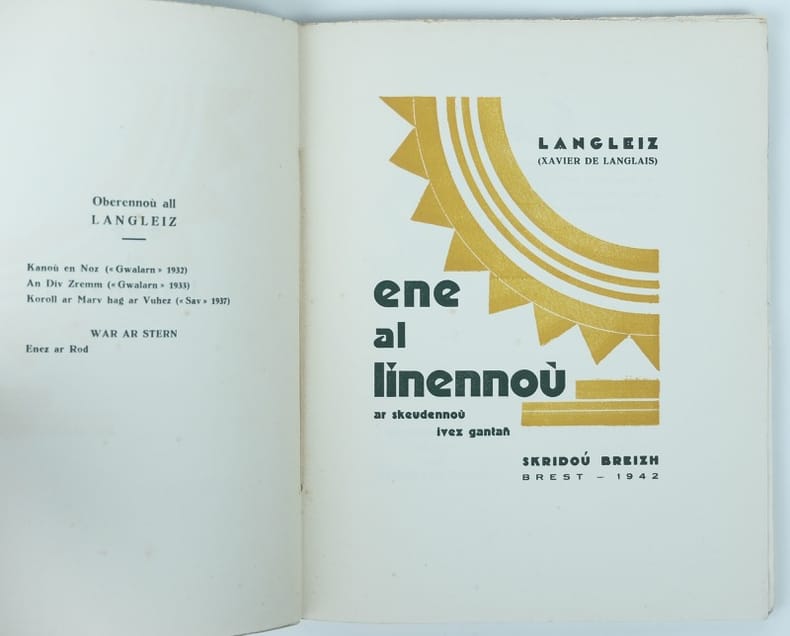 Oberennoù all
LANGLEIZ
Kanoù en Noz (« Gwalarn » 1932)
An Div Zremm (« Gwalarn » 1933)
Koroll ar Marv hag ar Vuhez (« Sav » 1937)
WAR AR STERN
Enez ar Rod
LANGLEIZ
(XAVIER DE LANGLAIS)
ene
al
linennoù
ar skeudennoù
ivez gantañ
SKRIDOÚ BREIZH
BREST – 1942